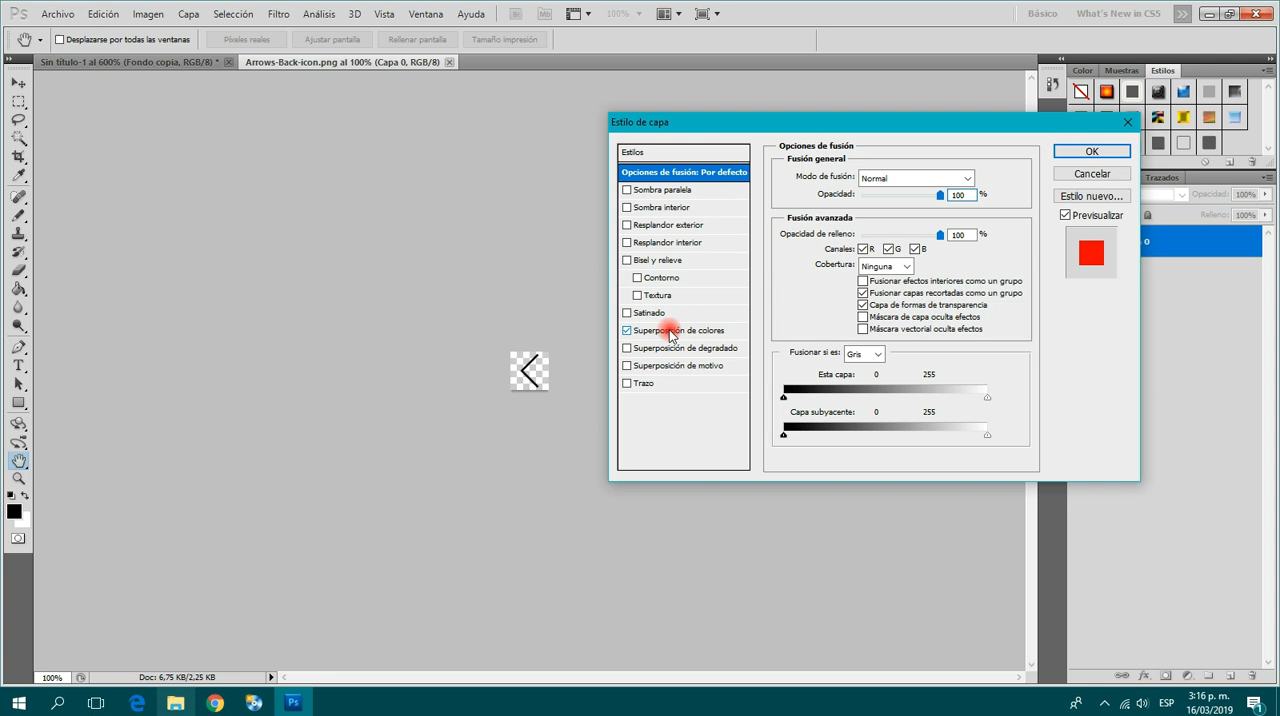 Ps Archivo Edición Imagen Capa Selección Filtro Análisis 3D Vista Ventana Ayuda Br Mb 100% Básico What's New in CS5
Desplazarse por todas las ventanas Píxeles reales Ajustar pantalla Rellenar pantalla Tamaño impresión
Sin título-1 al 600% (Fondo copia, RGB/8) * Arrows-Back-icon.png al 100% (Capa 0, RGB/8)
Color Muestras Estilos
Estilo de capa
Estilos
Opciones de fusión: Por defecto
Sombra paralela
Sombra interior
Resplandor exterior
Resplandor interior
Bisel y relieve
Contorno
Textura
Satinado
Superposición de colores
Superposición de degradado
Superposición de motivo
Trazo
Opciones de fusión
Fusión general
Modo de fusión: Normal
Opacidad: 100 %
Fusión avanzada
Opacidad de relleno: 100 %
Canales: R G B
Cobertura: Ninguna
Fusionar efectos interiores como un grupo
Fusionar capas recortadas como un grupo
Capa de formas de transparencia
Máscara de capa oculta efectos
Máscara vectorial oculta efectos
Fusionar si es: Gris
Esta capa: 0 255
Capa subyacente: 0 255
OK
Cancelar
Estilo nuevo...
Previsualizar
Trazados
Opacidad: 100%
Relleno: 100%
0
100% Doc: 6,75 KB/2,25 KB
Ps ESP 3:16 p. m.
16/03/2019
1